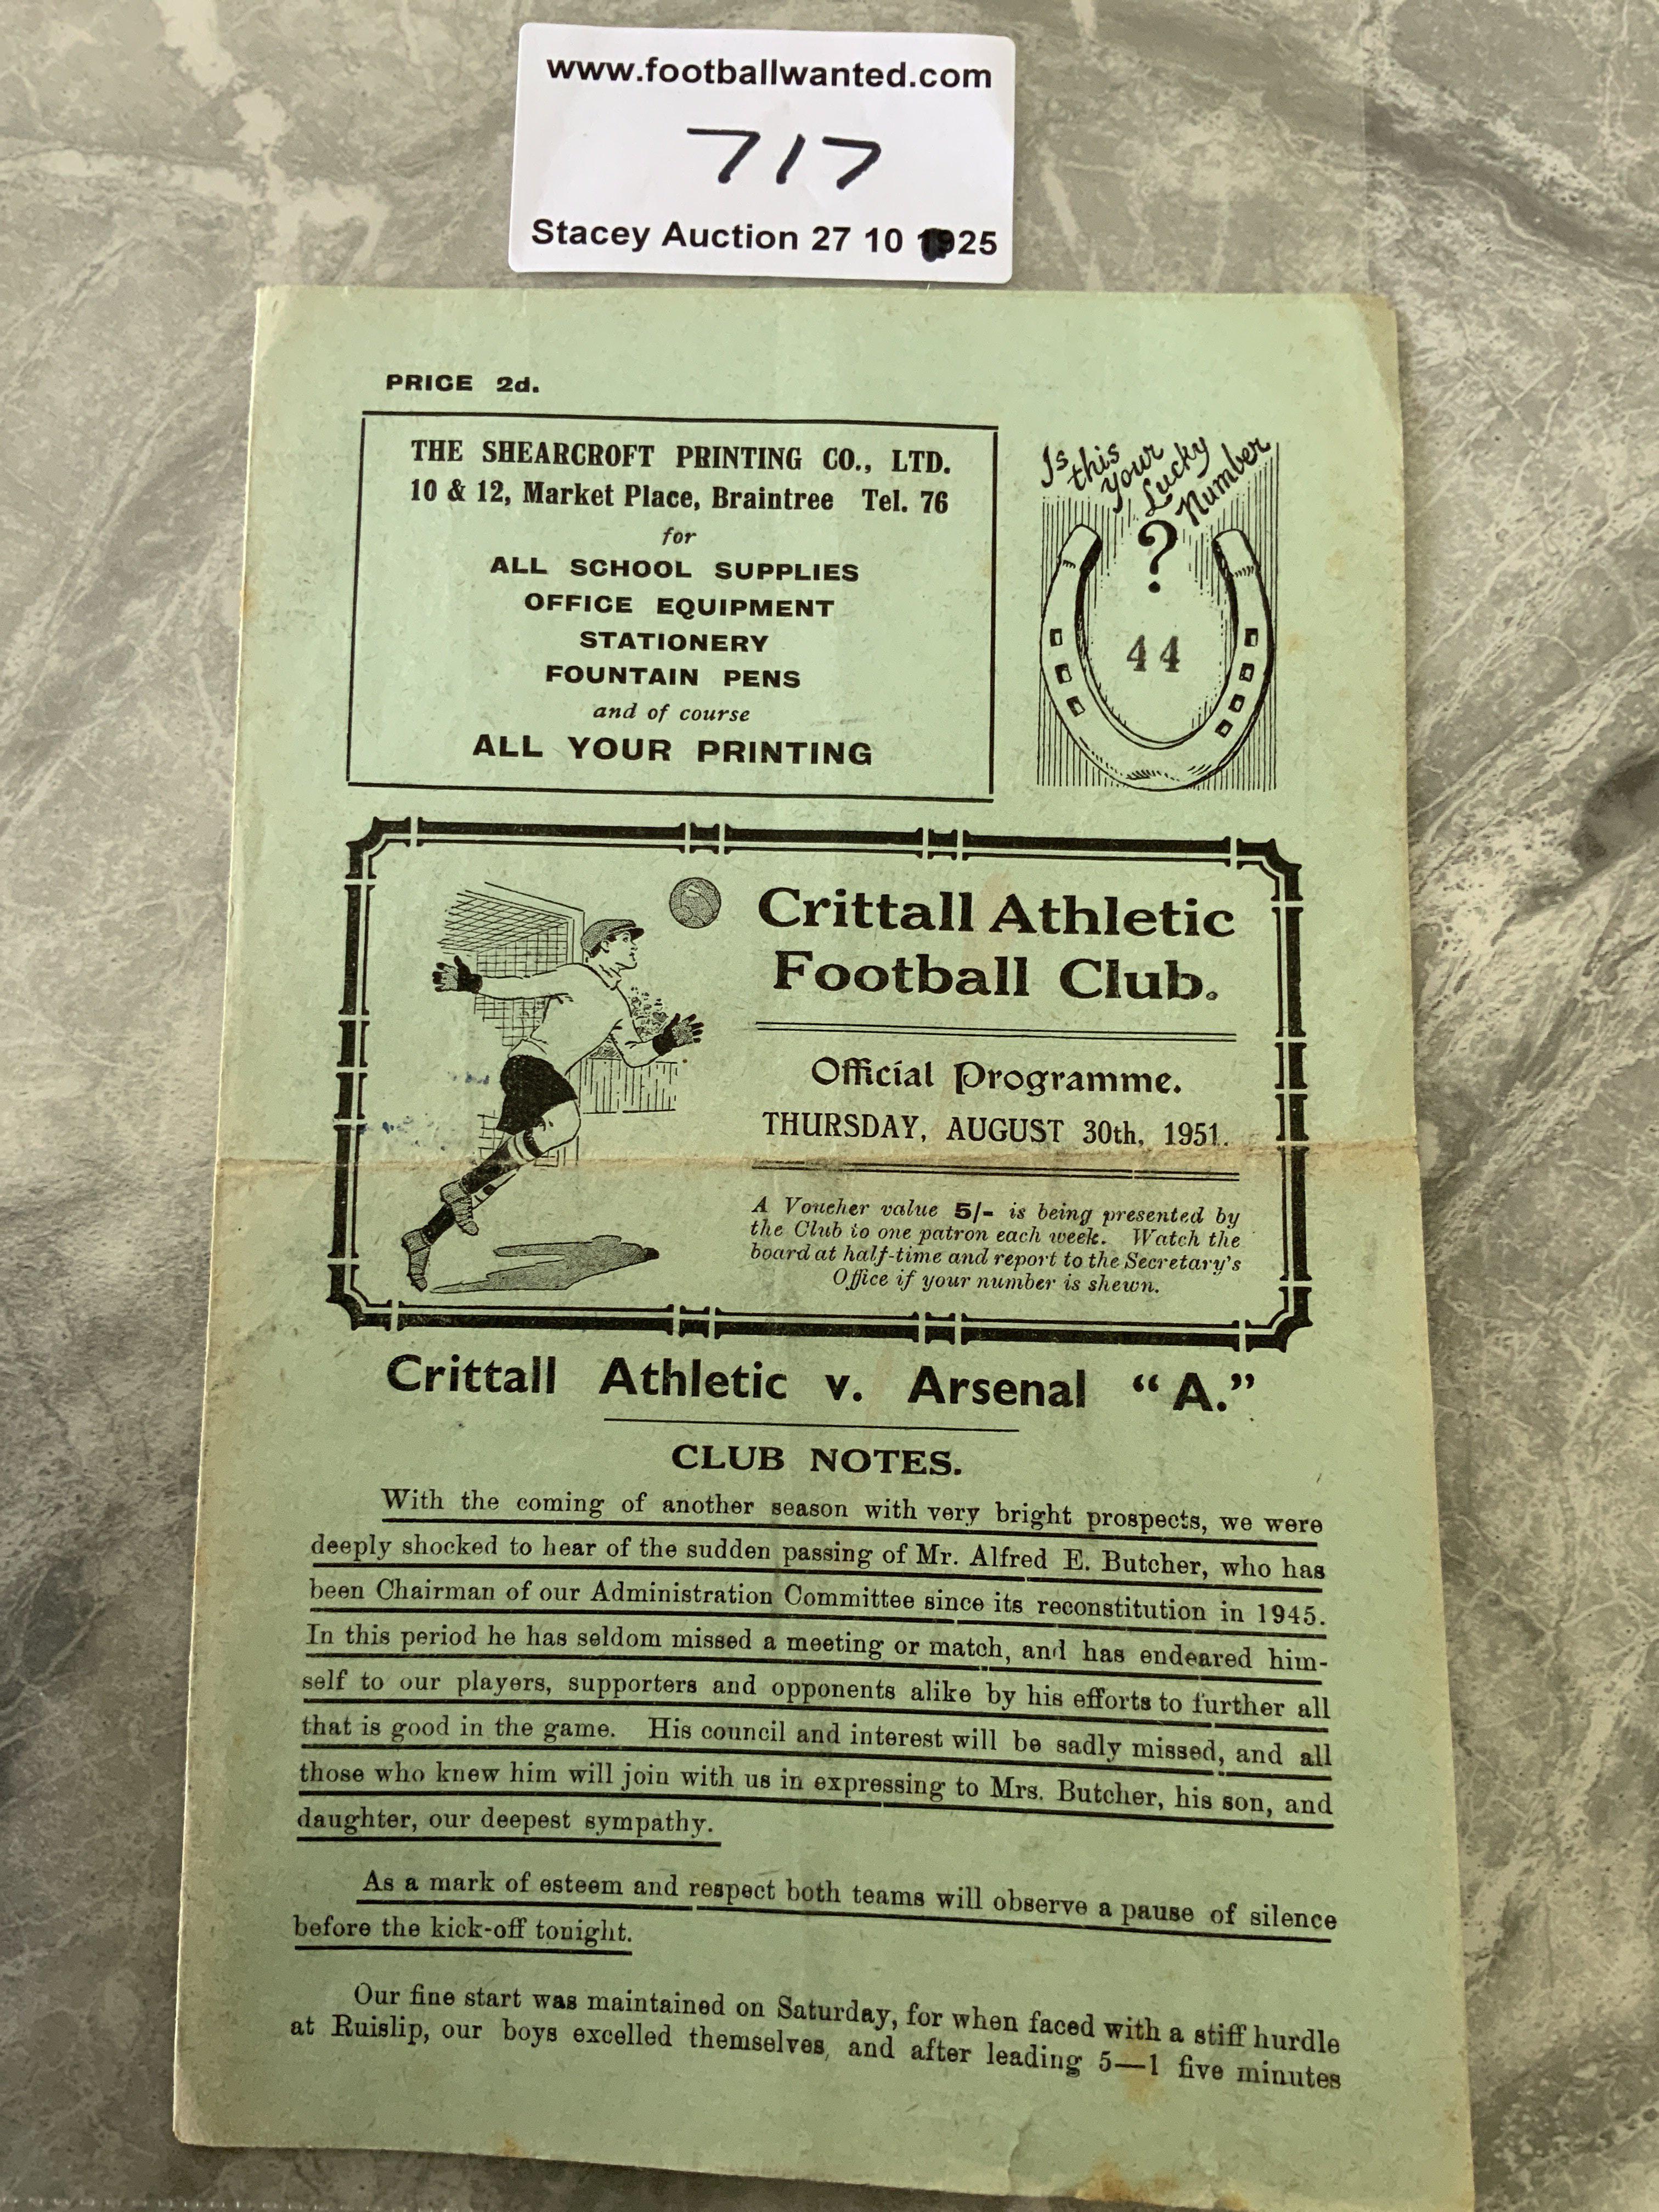 www.footballwanted.com
717
Stacey Auction 27 10 1925
PRICE 2d.
THE SHEARCROFT PRINTING CO., LTD.
10 & 12, Market Place, Braintree Tel. 76
for
ALL SCHOOL SUPPLIES
OFFICE EQUIPMENT
STATIONERY
FOUNTAIN PENS
and of course
ALL YOUR PRINTING
Is
this
Your
Lucky
Number
?
44
Crittall Athletic
Football Club.
Official Programme.
THURSDAY, AUGUST 30th, 1951.
A Voucher value 5/- is being presented by
the Club to one patron each week. Watch the
board at half-time and report to the Secretary's
Office if your number is shewn.
Crittall Athletic v. Arsenal “A.”
CLUB NOTES.
With the coming of another season with very bright prospects, we were
deeply shocked to hear of the sudden passing of Mr. Alfred E. Butcher, who has
been Chairman of our Administration Committee since its reconstitution in 1945.
In this period he has seldom missed a meeting or match, and has endeared him-
self to our players, supporters and opponents alike by his efforts to further all
that is good in the game. His council and interest will be sadly missed, and all
those who knew him will join with us in expressing to Mrs. Butcher, his son, and
daughter, our deepest sympathy.
As a mark of esteem and respect both teams will observe a pause of silence
before the kick-off tonight.
Our fine start was maintained on Saturday, for when faced with a stiff hurdle
at Ruislip, our boys excelled themselves, and after leading 5—1 five minutes